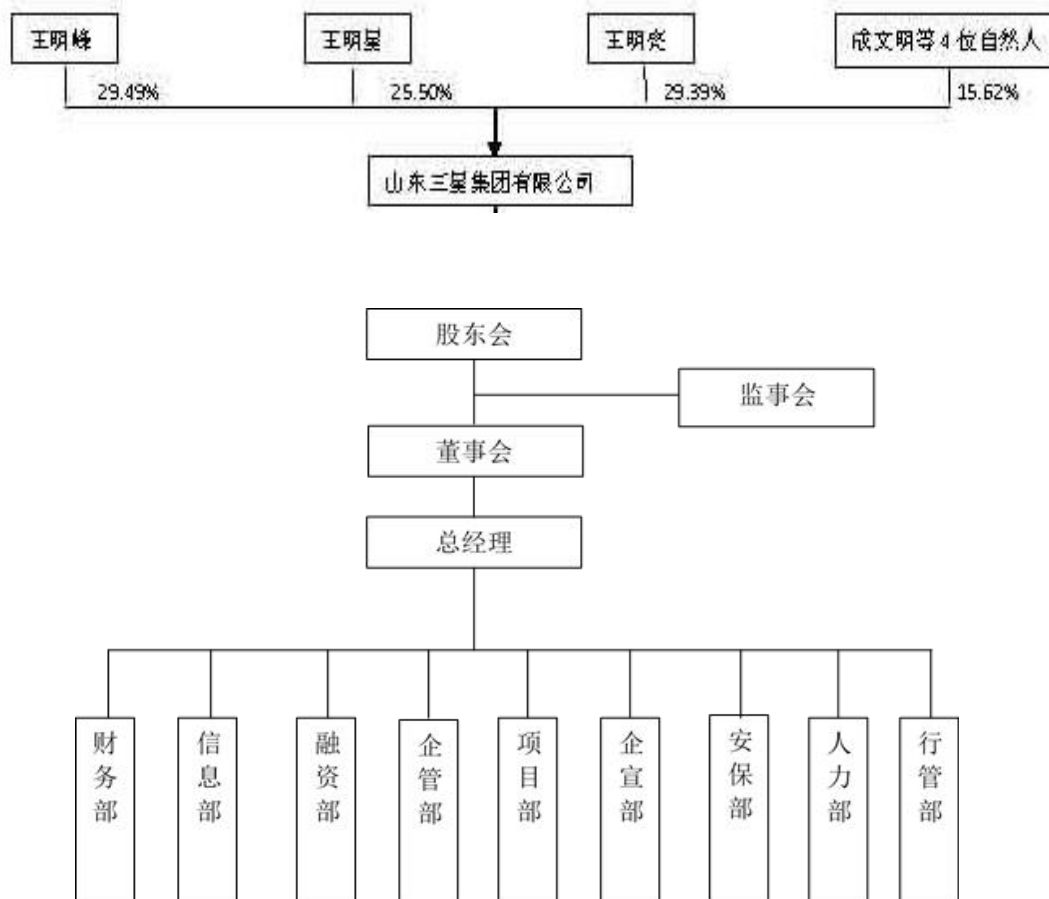 王明峰
王明星
王明亮
成文明等4位自然人
29.49%
25.50%
29.39%
15.62%
山东三星集团有限公司
股东会
监事会
董事会
总经理
财务部
信息部
融资部
企管部
项目部
企宣部
安保部
人力部
行管部